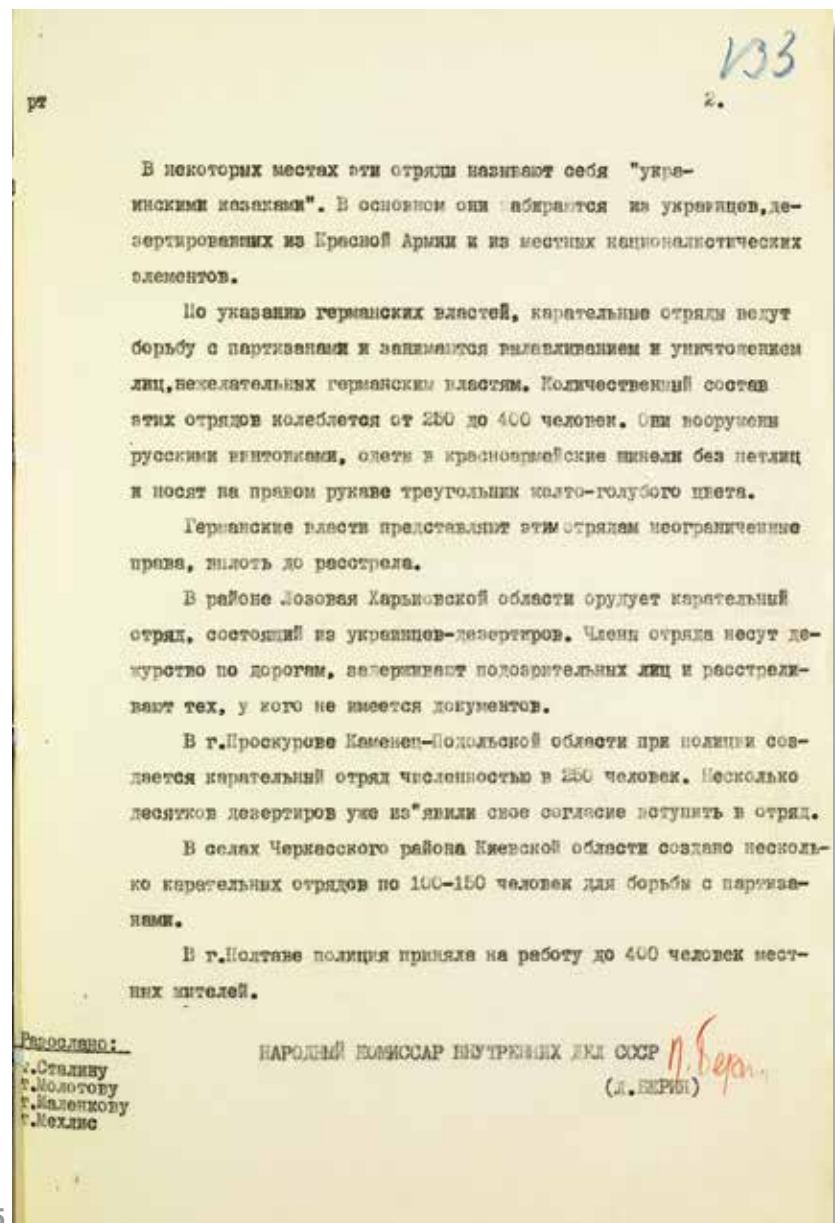 133
рт
2.
В некоторых местах эти отряды называют себя "укра-
инскими казаками". В основном они набираются из украинцев,де-
зертировавших из Красной Армии и из местных националистических
элементов.
По указанию германских властей, карательные отряды ведут
борьбу с партизанами и занимаются вылавливанием и уничтожением
лиц,нежелательных германским властям. Количественный состав
этих отрядов колеблется от 250 до 400 человек. Они вооружены
русскими винтовками, одеты в красноармейские шинели без петлиц
и носят на правом рукаве треугольник желто-голубого цвета.
Германские власти представляют этим отрядам неограниченные
права, вплоть до расстрела.
В районе Лозовая Харьковской области орудует карательный
отряд, состоящий из украинцев-дезертиров. Члены отряда несут де-
журство по дорогам, задерживают подозрительных лиц и расстрели-
вают тех, у кого не имеется документов.
В г.Проскурове Каменец-Подольской области при полиции соз-
дается карательный отряд численностью в 250 человек. Несколько
десятков дезертиров уже из"явили свое согласие вступить в отряд.
В селах Черкасского района Киевской области создано несколь-
ко карательных отрядов по 100-150 человек для борьбы с партиза-
нами.
В г.Полтаве полиция приняла на работу до 400 человек мест-
ных жителей.
НАРОДНЫЙ КОМИССАР ВНУТРЕННИХ ДЕЛ СССР
Л. Берия
(Л.БЕРИЯ)
Разослано:
т.Сталину
т.Молотову
т.Маленкову
т.Мехлис
5